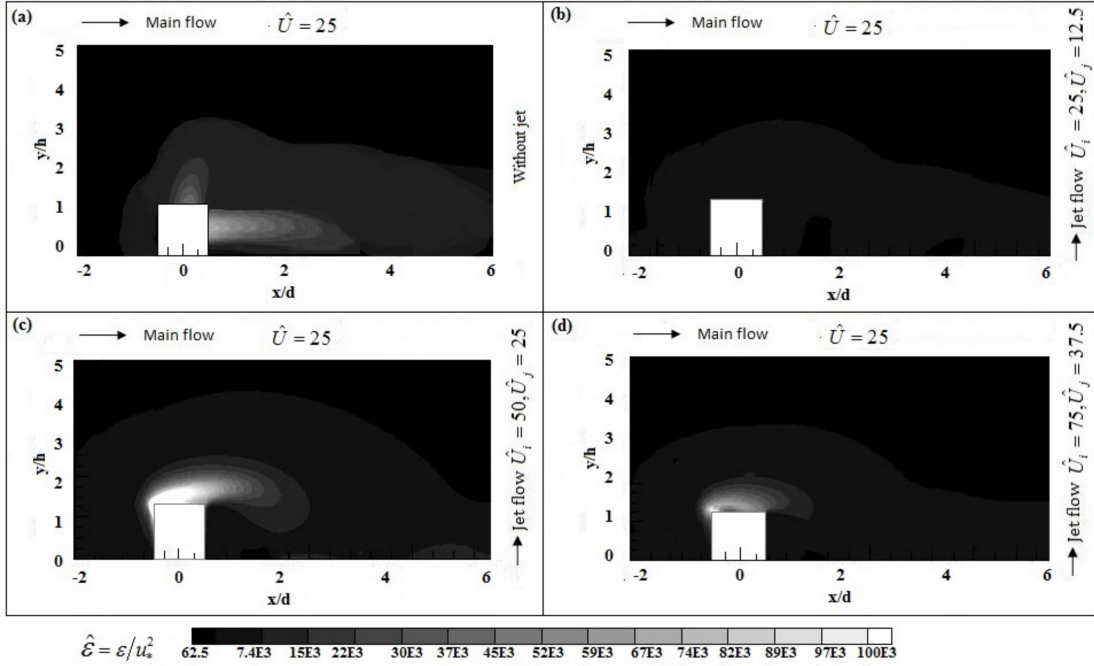 (a) Main flow Û = 25
5
4
3
2
1
0
y/h
-2 0 2 4 6
x/d
Without jet
(b) Main flow Û = 25
5
4
3
2
1
0
y/h
-2 0 2 4 6
x/d
Jet flow Û_i = 25, Û_j = 12.5
(c) Main flow Û = 25
5
4
3
2
1
0
y/h
-2 0 2 4 6
x/d
Jet flow Û_i = 50, Û_j = 25
(d) Main flow Û = 25
5
4
3
2
1
0
y/h
-2 0 2 4 6
x/d
Jet flow Û_i = 75, Û_j = 37.5
ε̂ = ε/u*²
62.5 7.4E3 15E3 22E3 30E3 37E3 45E3 52E3 59E3 67E3 74E3 82E3 89E3 97E3 100E3